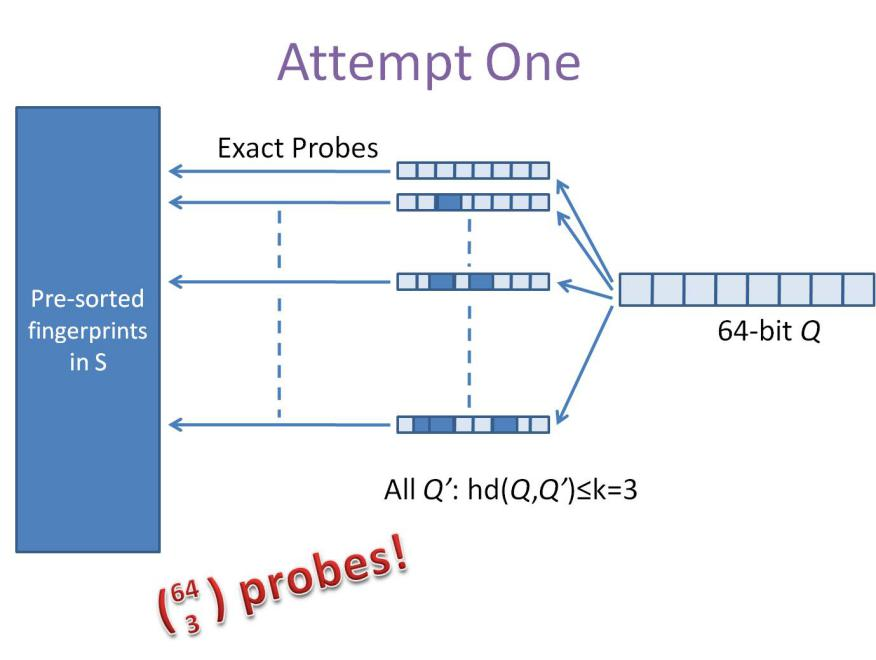 Attempt One
Exact Probes
Pre-sorted
fingerprints
in S
64-bit Q
All Q’: hd(Q,Q’)≤k=3
(64 3) probes!